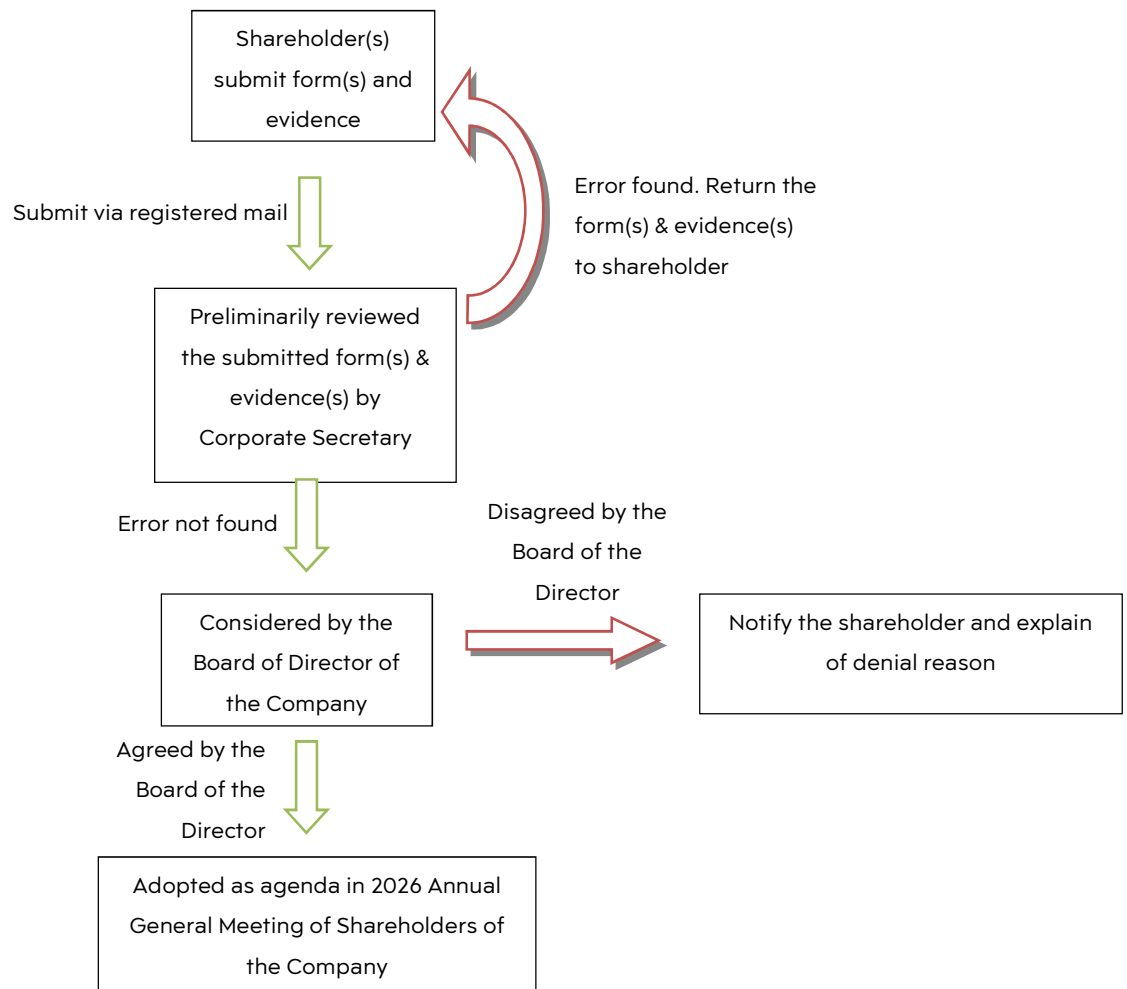 Shareholder(s)
submit form(s) and
evidence
Submit via registered mail
Error found. Return the
form(s) & evidence(s)
to shareholder
Preliminarily reviewed
the submitted form(s) &
evidence(s) by
Corporate Secretary
Error not found
Disagreed by the
Board of the
Director
Considered by the
Board of Director of
the Company
Notify the shareholder and explain
of denial reason
Agreed by the
Board of the
Director
Adopted as agenda in 2026 Annual
General Meeting of Shareholders of
the Company